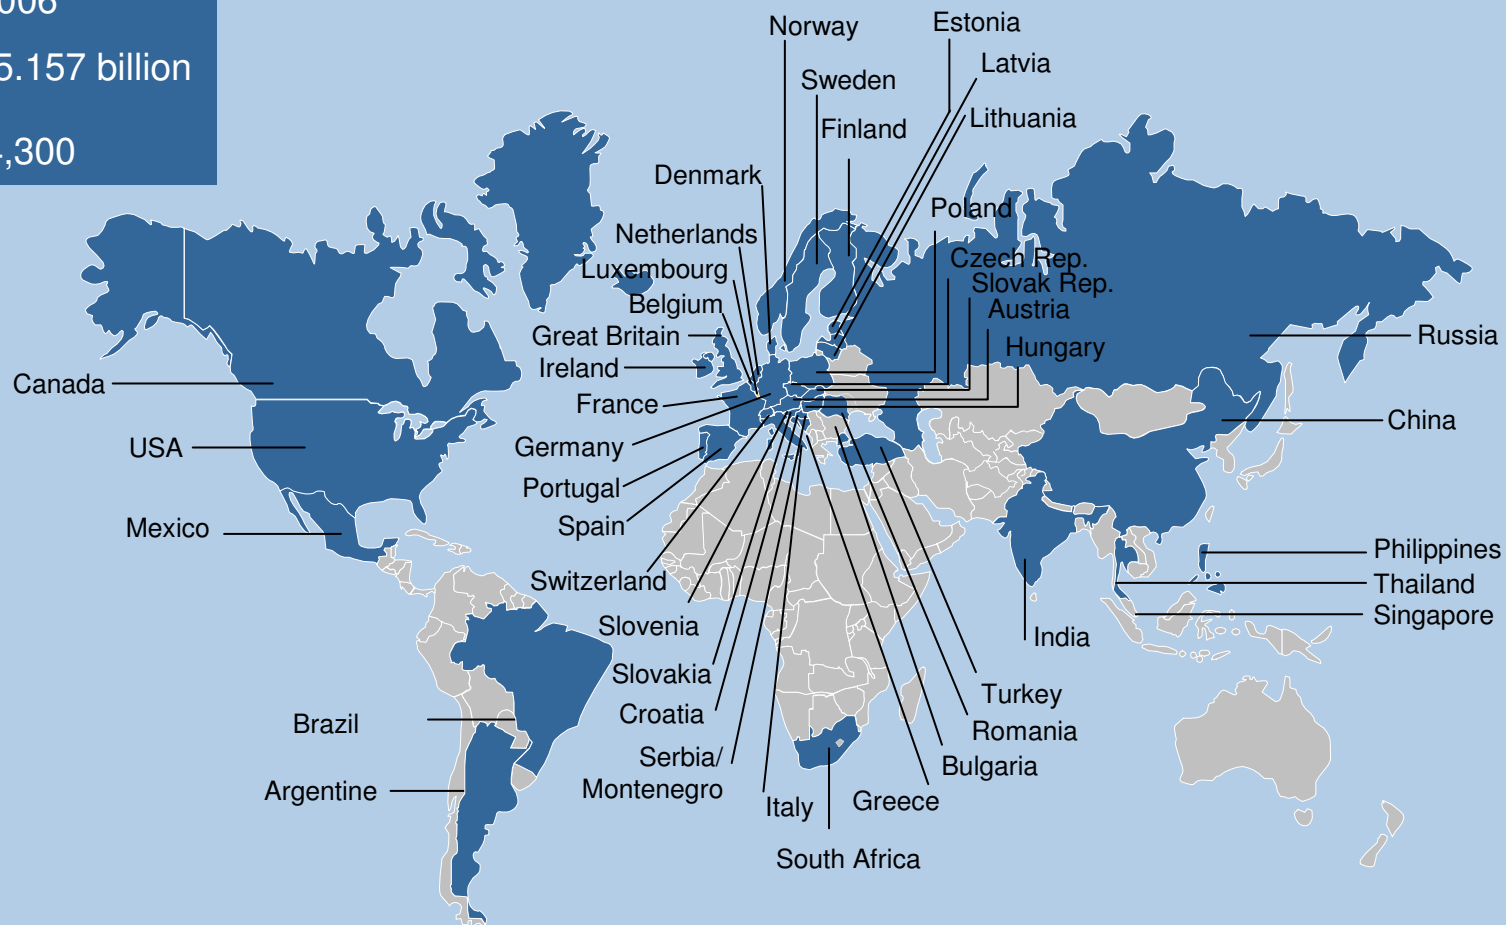 5.157 billion
Norway
Estonia
Sweden
Latvia
Finland
Lithuania
Denmark
Poland
Netherlands
Czech Rep.
Luxembourg
Slovak Rep.
Belgium
Austria
Great Britain
Russia
Hungary
Ireland
Canada
France
China
Germany
USA
Portugal
Spain
Mexico
Philippines
Switzerland
Thailand
Singapore
Slovenia
India
Slovakia
Turkey
Croatia
Brazil
Romania
Serbia/
Montenegro
Bulgaria
Argentine
Italy
Greece
South Africa